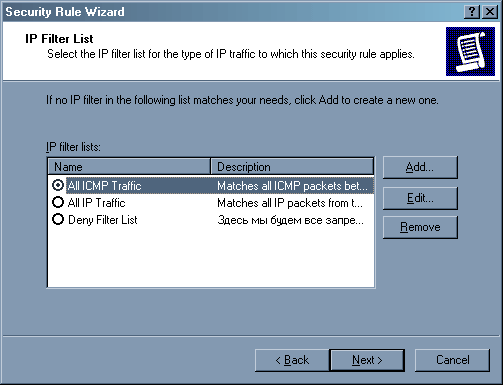 Security Rule Wizard
IP Filter List
Select the IP filter list for the type of IP traffic to which this security rule applies.
If no IP filter in the following list matches your needs, click Add to create a new one.
IP filter lists:
Name Description
All ICMP Traffic Matches all ICMP packets bet...
All IP Traffic Matches all IP packets from t...
Deny Filter List Здесь мы будем все запре...
Add...
Edit...
Remove
< Back Next > Cancel